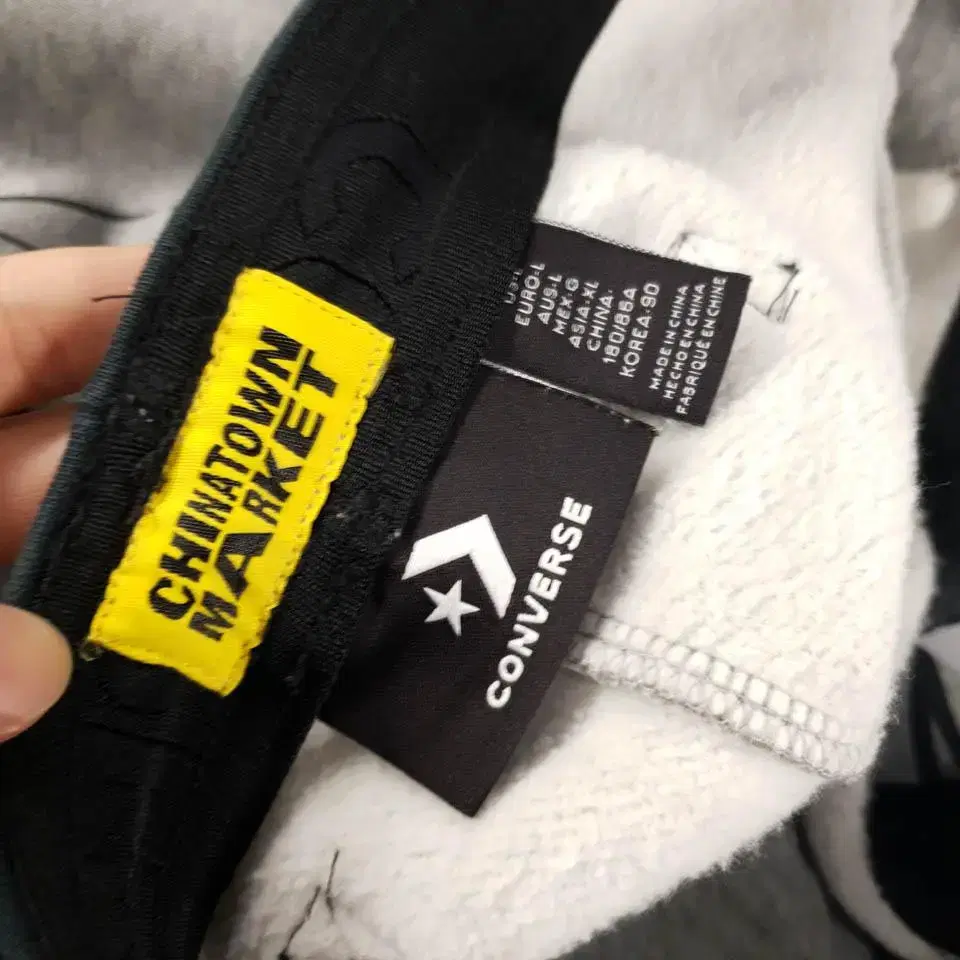 CHINATOWN
MARKET
US·L
EURO·L
AUS·L
MEX·G
ASIA·XL
CHINA·
180/88A
KOREA·90
MADE IN CHINA
HECHO EN CHINA
FABRIQUÉ EN CHINE
CONVERSE